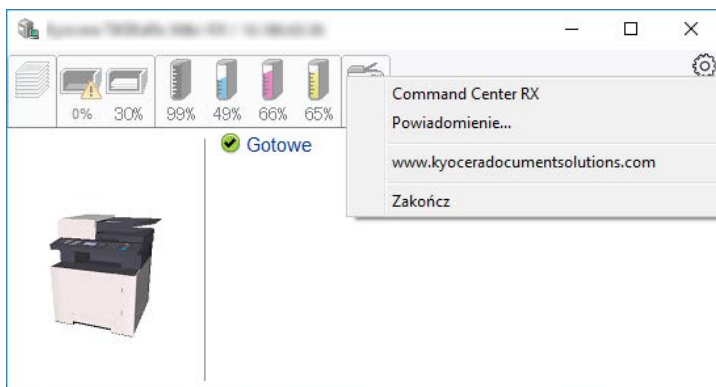 0% 30% 99% 49% 66% 65%
Gotowe
Command Center RX
Powiadomienie...
www.kyoceradocumentsolutions.com
Zakończ